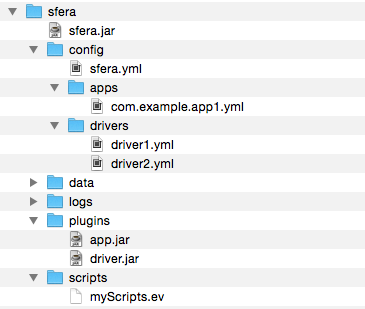 sfera
sfera.jar
config
sfera.yml
apps
com.example.app1.yml
drivers
driver1.yml
driver2.yml
data
logs
plugins
app.jar
driver.jar
scripts
myScripts.ev